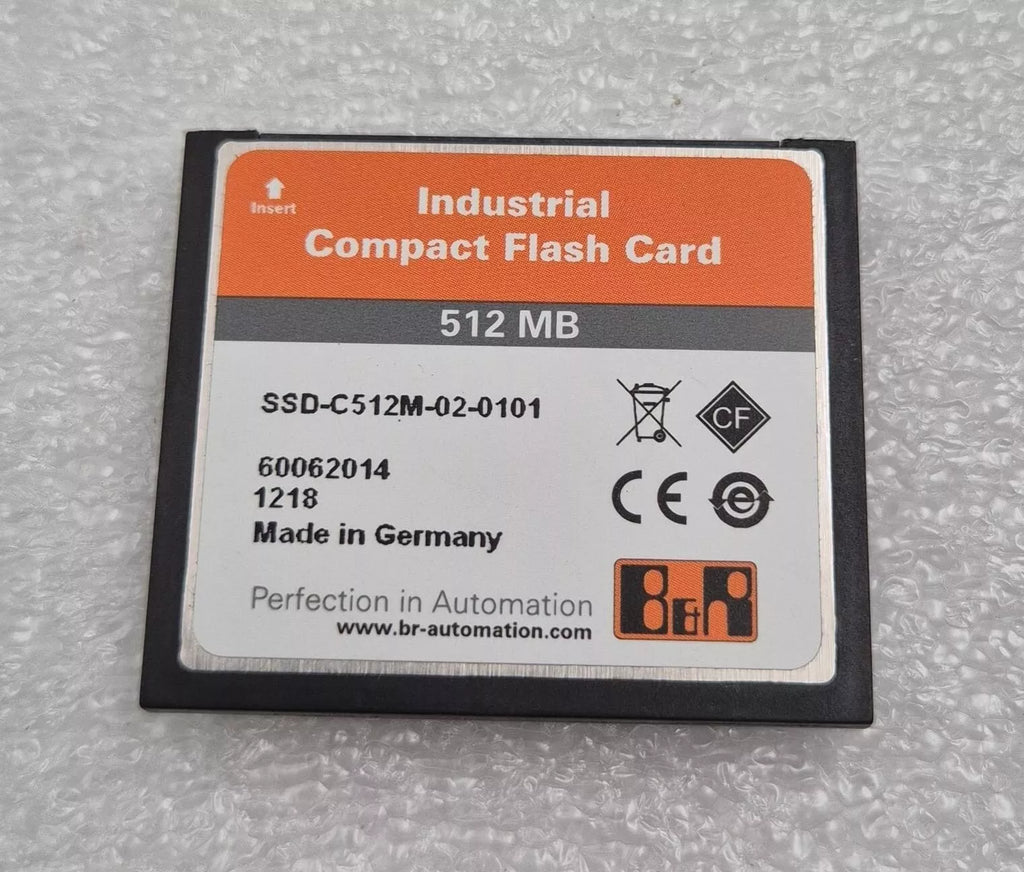 Insert
Industrial
Compact Flash Card
512 MB
SSD-C512M-02-0101
CF
60062014
1218
CE
e
Made in Germany
Perfection in Automation
www.br-automation.com
B&R